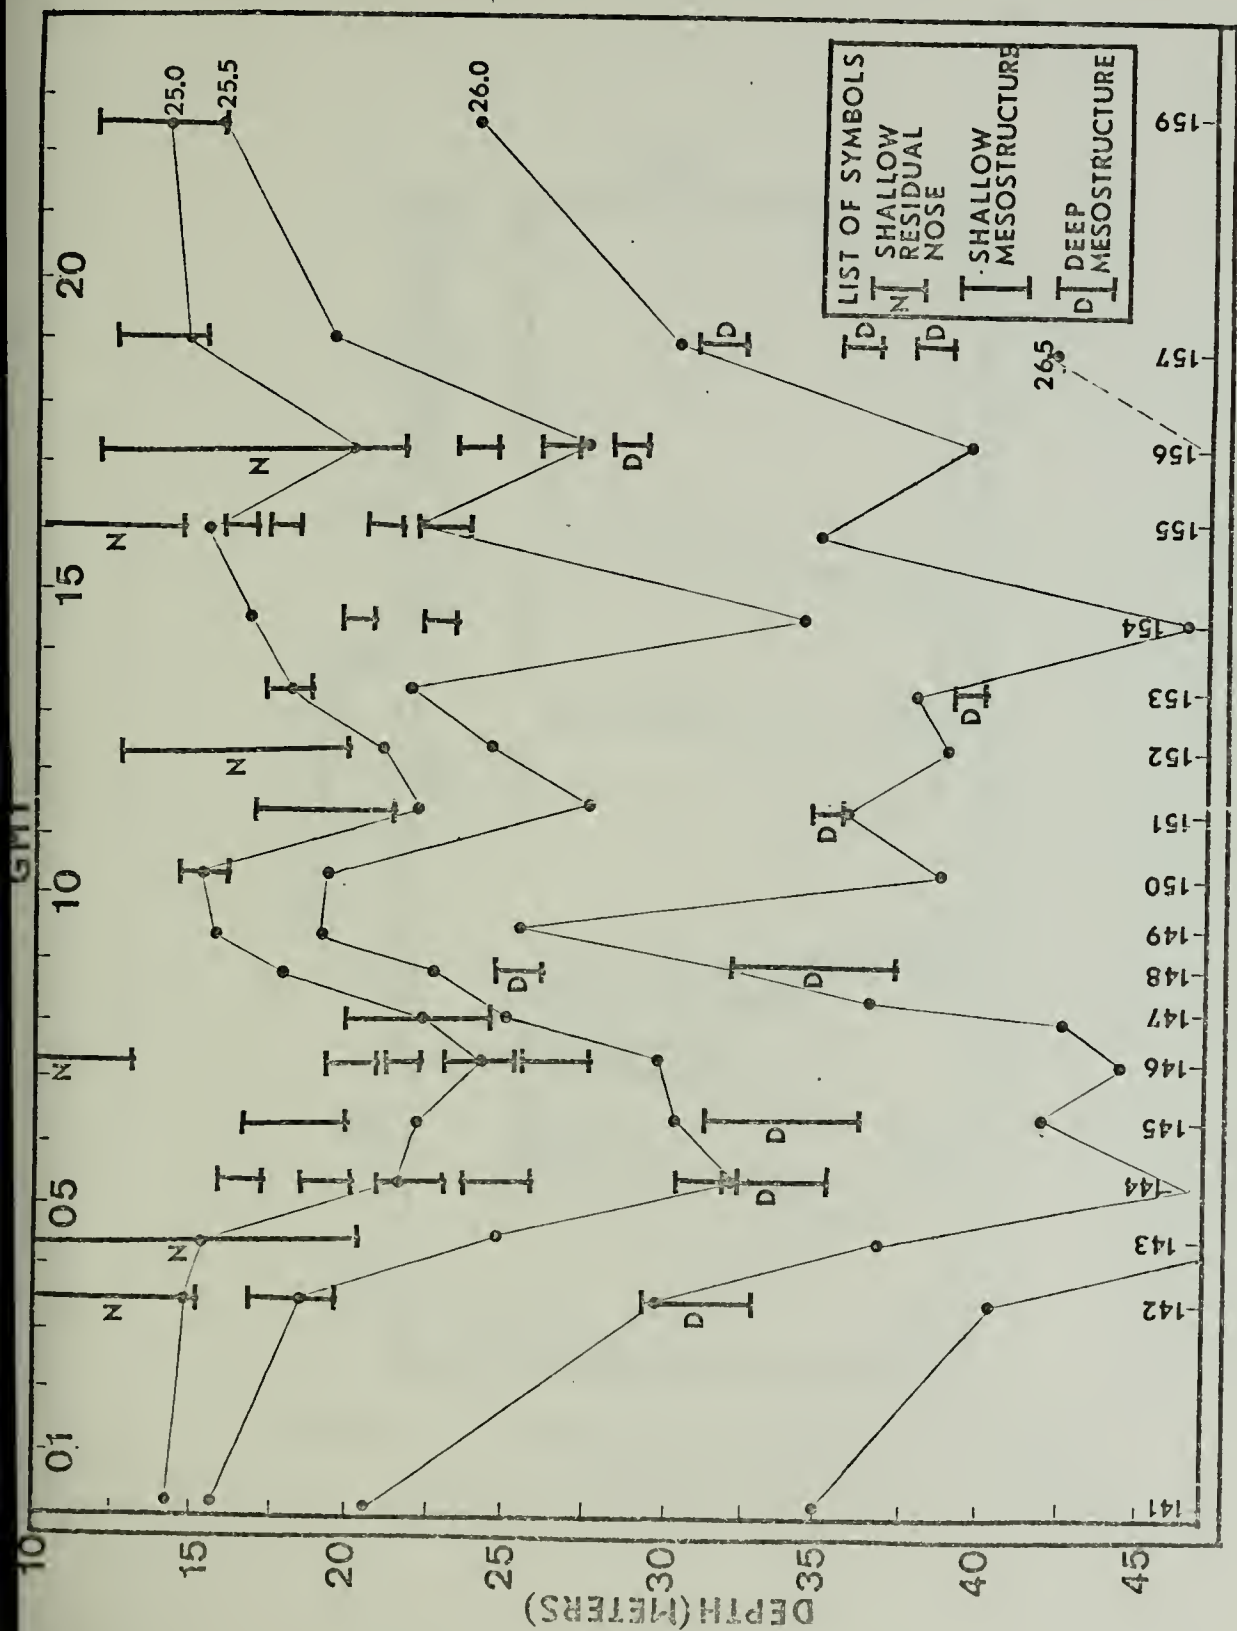 GMT
01
05
10
15
20
10
15
20
25
30
35
40
45
DEPTH (METERS)
25.0
25.5
26.0
26.5
N
N
N
N
N
N
D
D
D
D
D
D
D
D
D
D
D
LIST OF SYMBOLS
N SHALLOW
RESIDUAL
NOSE
SHALLOW
MESOSTRUCTURE
D DEEP
MESOSTRUCTURE
141
142
143
144
145
146
147
148
149
150
151
152
153
154
155
156
157
159